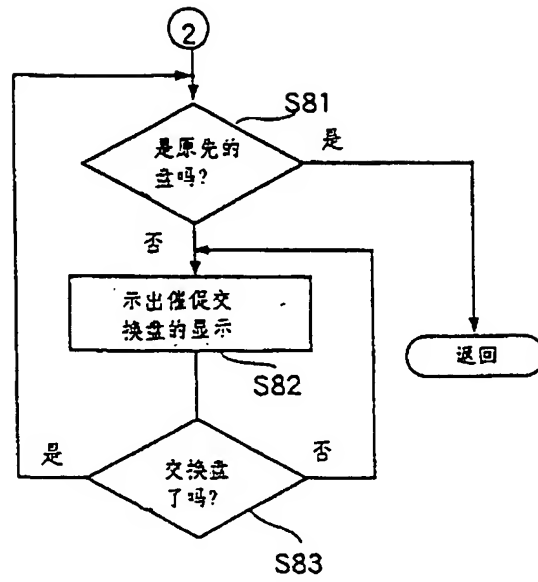 2
S81
是原先的
盘吗?
是
否
示出催促交
换盘的显示
返回
S82
是
交换盘
了吗?
否
S83